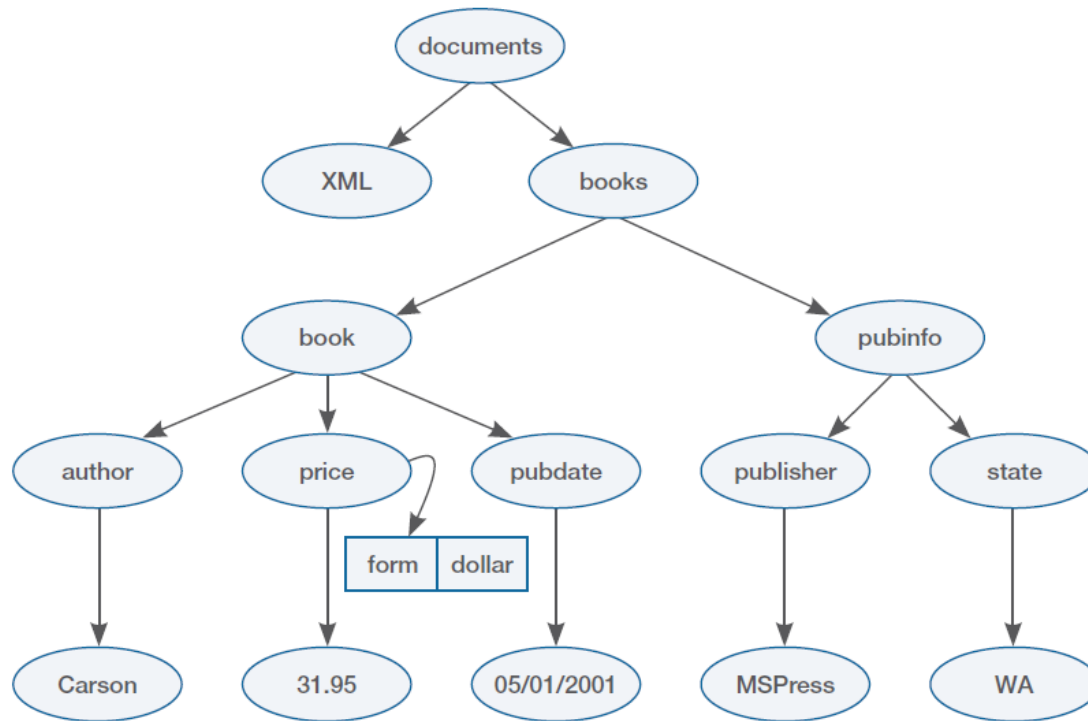 documents
XML
books
book
pubinfo
author
price
pubdate
publisher
state
form
dollar
Carson
31.95
05/01/2001
MSPress
WA